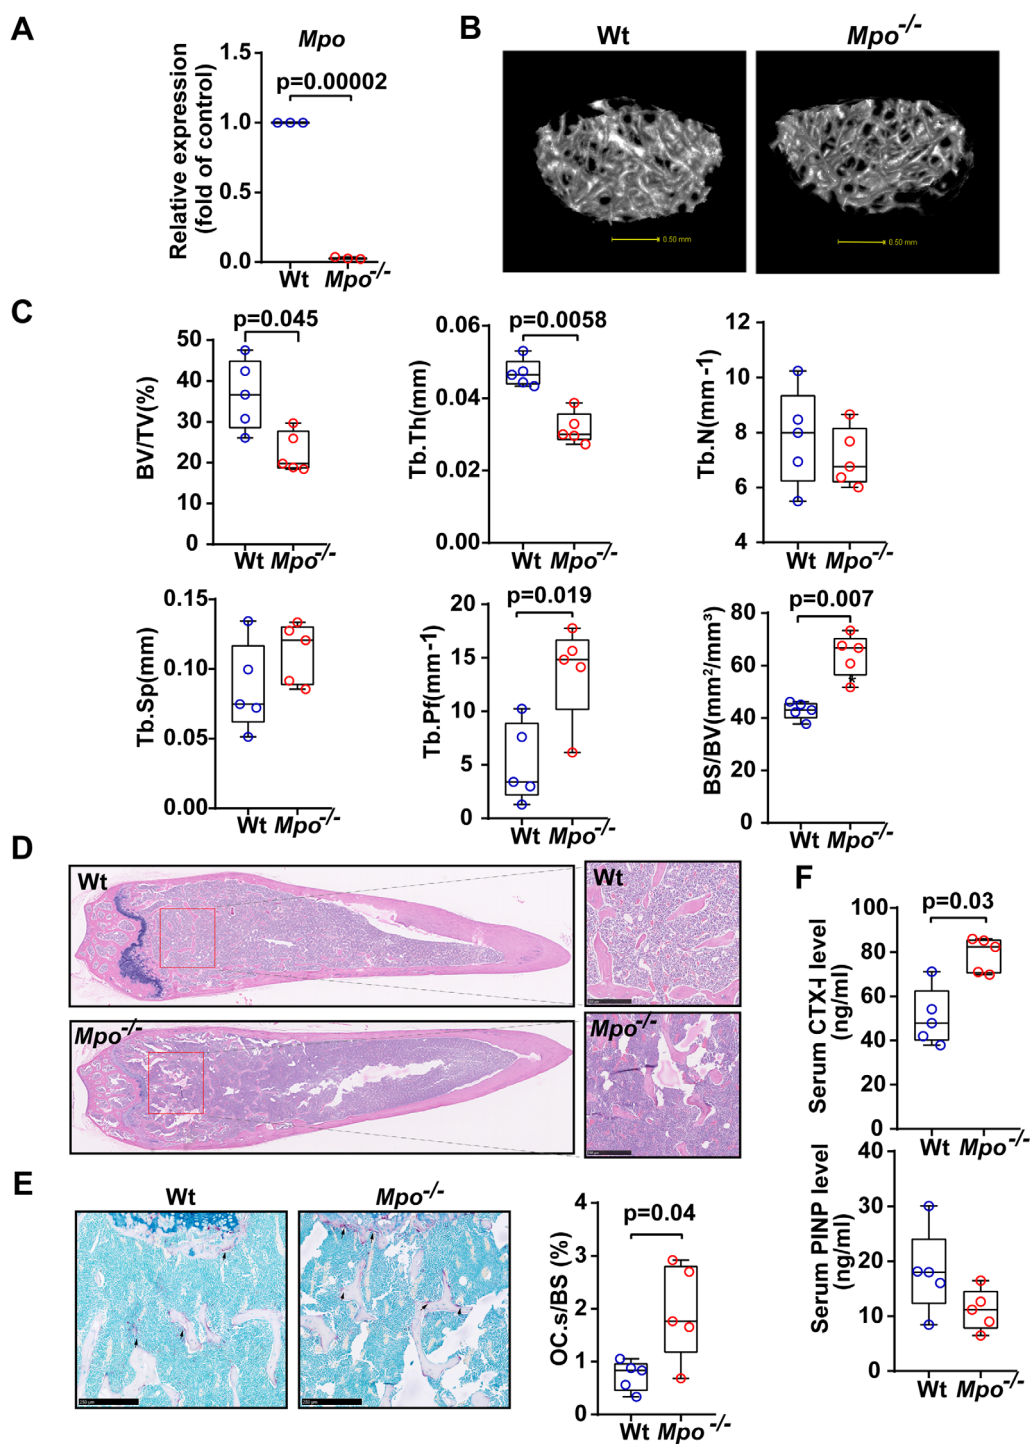 A
Mpo
Relative expression
(fold of control)
1.5
1.0
0.5
0.0
p=0.00002
Wt
Mpo-/-
B
Wt
Mpo-/-
0.50 mm
0.50 mm
C
BV/TV(%)
50
40
30
20
10
0
p=0.045
Wt Mpo-/-
Tb.Th(mm)
0.06
0.04
0.02
0.00
p=0.0058
Wt Mpo-/-
Tb.N(mm-1)
12
10
8
6
4
Wt Mpo-/-
Tb.Sp(mm)
0.15
0.10
0.05
0.00
Wt Mpo-/-
Tb.Pf(mm-1)
20
15
10
5
0
p=0.019
Wt Mpo-/-
BS/BV(mm²/mm³)
80
60
40
20
0
p=0.007
*
Wt Mpo-/-
D
Wt
Wt
Mpo-/-
Mpo-/-
E
Wt
Mpo-/-
250 µm
250 µm
OC.s/BS (%)
4
3
2
1
0
p=0.04
Wt Mpo-/-
F
Serum CTX-I level
(ng/ml)
100
80
60
40
20
0
p=0.03
Wt Mpo-/-
Serum PINP level
(ng/ml)
40
30
20
10
0
Wt Mpo-/-